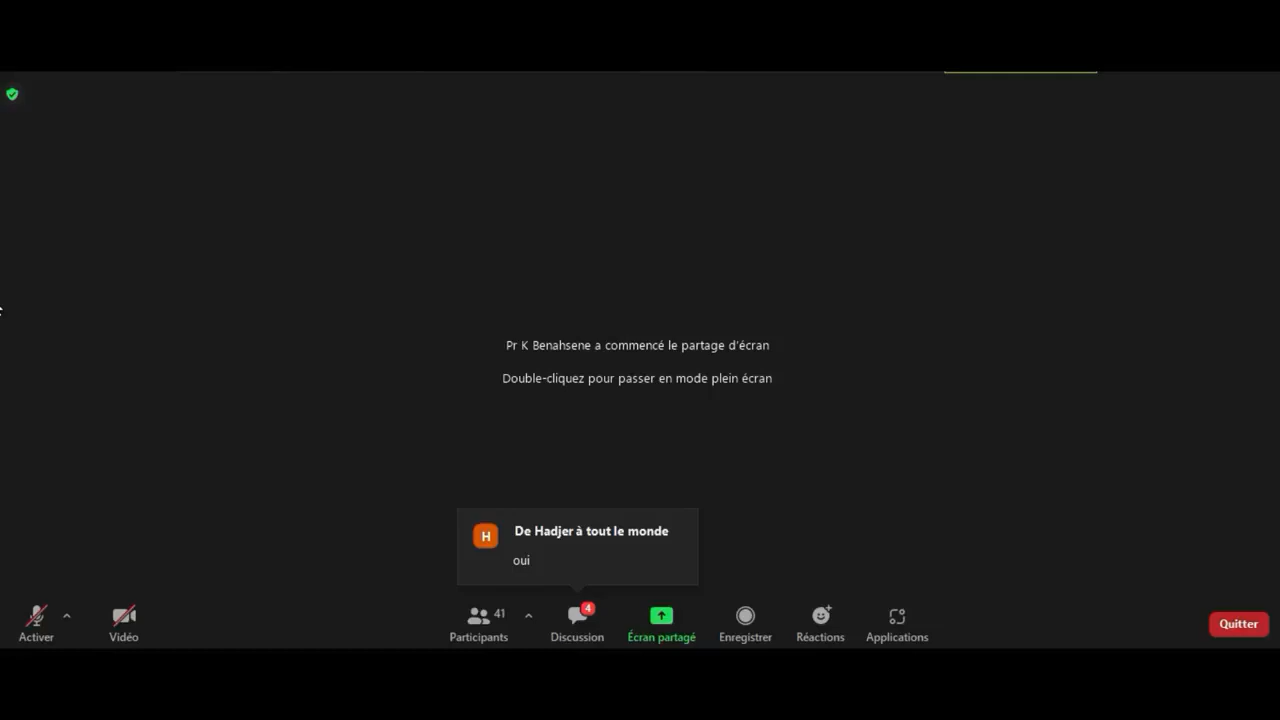 Pr K Benahsene a commencé le partage d'écran
Double-cliquez pour passer en mode plein écran
H
De Hadjer à tout le monde
oui
41
4
Activer
Vidéo
Participants
Discussion
Écran partagé
Enregistrer
Réactions
Applications
Quitter